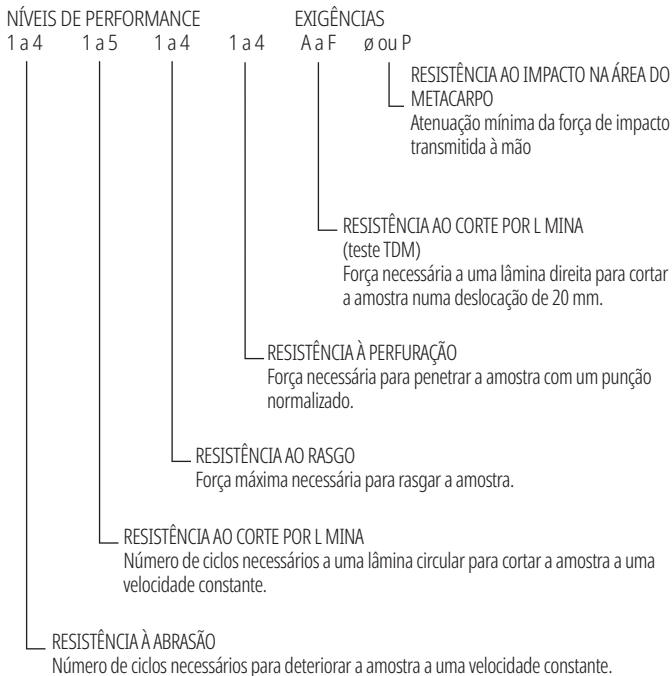 NÍVEIS DE PERFORMANCE EXIGÊNCIAS
1 a 4 1 a 5 1 a 4 1 a 4 A a F ø ou P
RESISTÊNCIA AO IMPACTO NA ÁREA DO
METACARPO
Atenuação mínima da força de impacto
transmitida à mão
RESISTÊNCIA AO CORTE POR L MINA
(teste TDM)
Força necessária a uma lâmina direita para cortar
a amostra numa deslocação de 20 mm.
RESISTÊNCIA À PERFURAÇÃO
Força necessária para penetrar a amostra com um punção
normalizado.
RESISTÊNCIA AO RASGO
Força máxima necessária para rasgar a amostra.
RESISTÊNCIA AO CORTE POR L MINA
Número de ciclos necessários a uma lâmina circular para cortar a amostra a uma
velocidade constante.
RESISTÊNCIA À ABRASÃO
Número de ciclos necessários para deteriorar a amostra a uma velocidade constante.